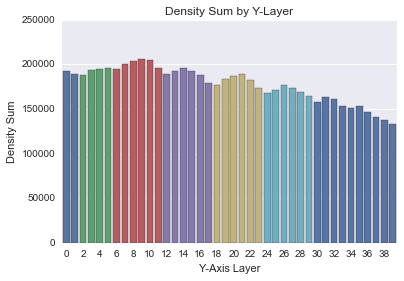 Density Sum by Y-Layer
250000
200000
150000
100000
50000
0
Density Sum
0 2 4 6 8 10 12 14 16 18 20 22 24 26 28 30 32 34 36 38
Y-Axis Layer